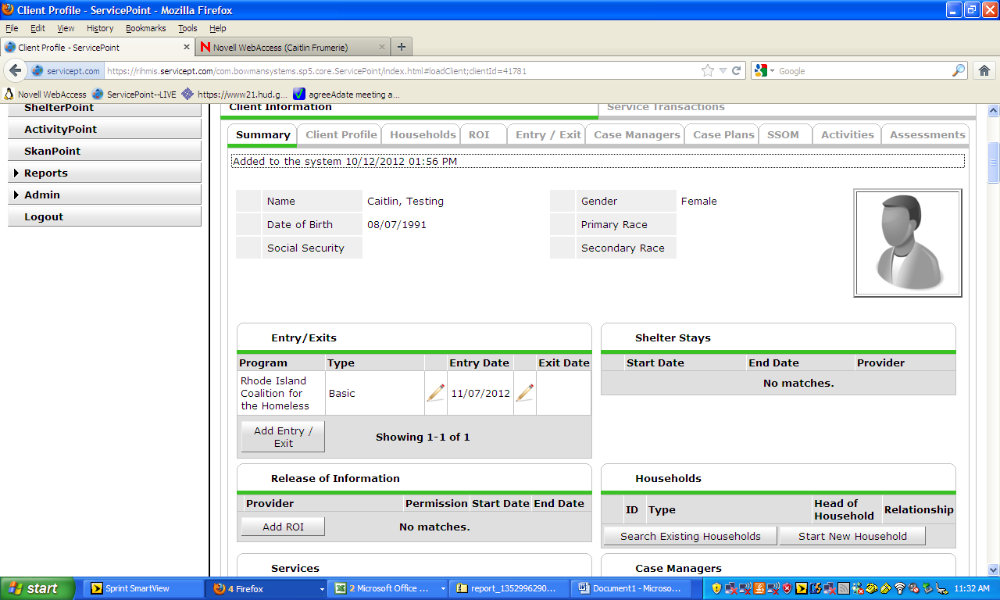 Client Profile - ServicePoint - Mozilla Firefox
File Edit View History Bookmarks Tools Help
Client Profile - ServicePoint × Novell WebAccess (Caitlin Frumerie) × +
servicept.com https://rihmis.servicept.com/com.bowmansystems.sp5.core.ServicePoint/index.html#loadClient;clientId=41781 Google
Novell WebAccess ServicePoint--LIVE https://www21.hud.g... agreeAdate meeting a...
ShelterPoint
ActivityPoint
SkanPoint
Reports
Admin
Logout
Client Information Service Transactions
Summary Client Profile Households ROI Entry / Exit Case Managers Case Plans SSOM Activities Assessments
Added to the system 10/12/2012 01:56 PM
Name Caitlin, Testing Gender Female
Date of Birth 08/07/1991 Primary Race
Social Security Secondary Race
Entry/Exits
Program Type Entry Date Exit Date
Rhode Island
Coalition for
the Homeless
Basic 11/07/2012
Add Entry /
Exit
Showing 1-1 of 1
Shelter Stays
Start Date End Date Provider
No matches.
Release of Information
Provider Permission Start Date End Date
Add ROI No matches.
Households
ID Type Head of
Household Relationship
Search Existing Households Start New Household
Services
Case Managers
start Sprint SmartView 4 Firefox 2 Microsoft Office ... report_1352996290... Document1 - Microso... 11:32 AM